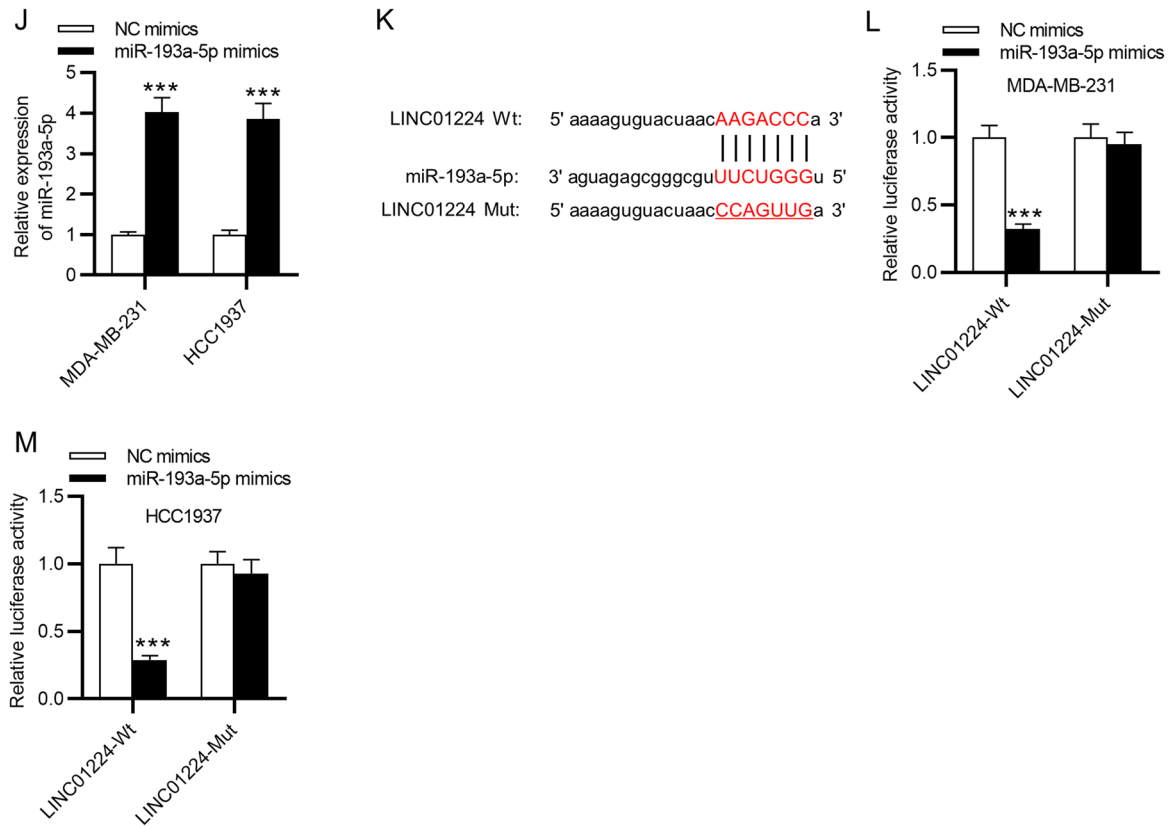 J
NC mimics
miR-193a-5p mimics
Relative expression
of miR-193a-5p
5
4
3
2
1
0
***
***
MDA-MB-231
HCC1937
K
LINC01224 Wt: 5' aaaaguguacuaacAAGACCCa 3'
miR-193a-5p: 3' aguagagcgggcguUUCUGGGu 5'
LINC01224 Mut: 5' aaaaguguacuaacCCAGUUGa 3'
L
NC mimics
miR-193a-5p mimics
MDA-MB-231
Relative luciferase activity
1.5
1.0
0.5
0.0
***
LINC01224-Wt
LINC01224-Mut
M
NC mimics
miR-193a-5p mimics
HCC1937
Relative luciferase activity
1.5
1.0
0.5
0.0
***
LINC01224-Wt
LINC01224-Mut